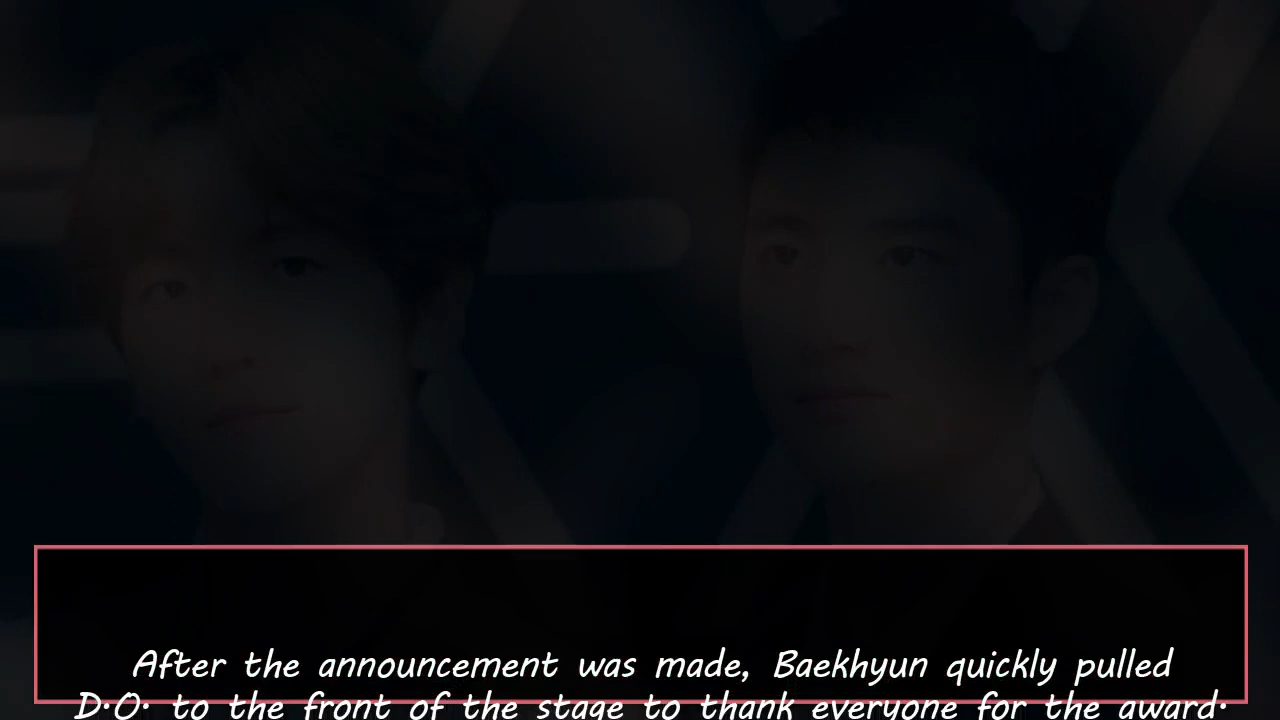 After the announcement was made, Baekhyun quickly pulled
D.O. to the front of the stage to thank everyone for the award.